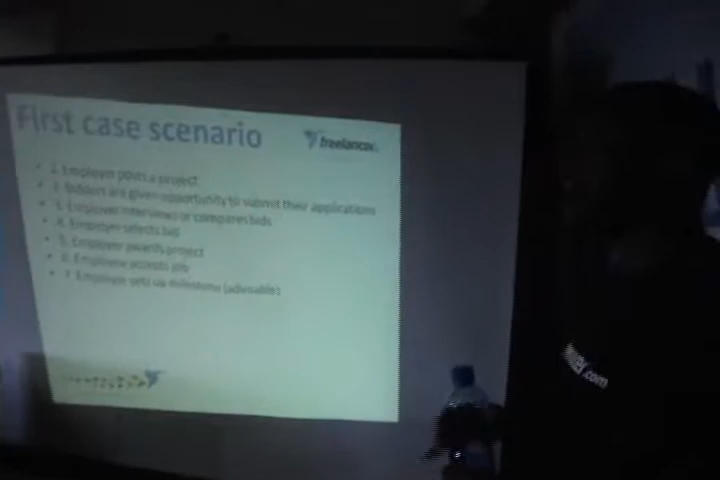 First case scenario
freelancer
• 1. Employer posts a project
• 2. Bidders are given opportunity to submit their applications
• 3. Employer interviews or compares bids
• 4. Employer selects bid
• 5. Employer awards project
• 6. Employee accepts job
• 7. Employer sets up milestone (advisable)
.com